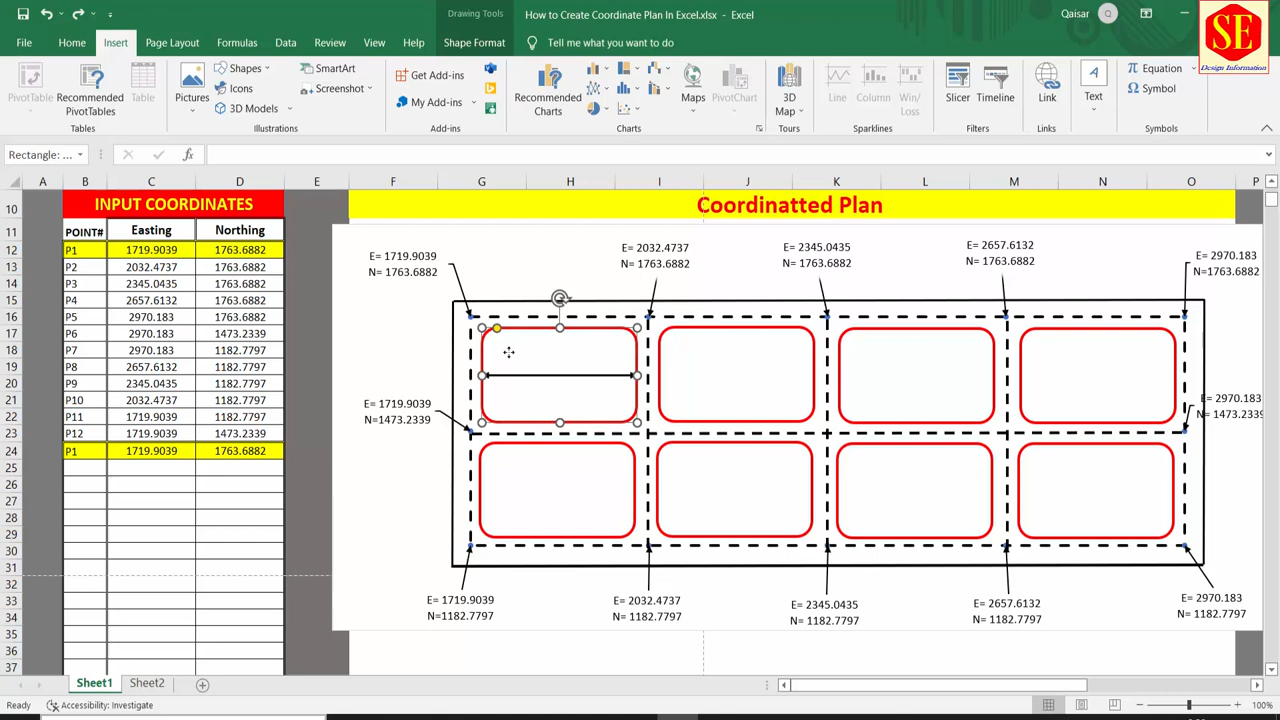 Drawing Tools
How to Create Coordinate Plan In Excel.xlsx - Excel
Qaisar Q
SE
Design Information
File Home Insert Page Layout Formulas Data Review View Help Shape Format Tell me what you want to do
PivotTable
Recommended PivotTables
Table
Tables
Pictures
Shapes
Icons
3D Models
SmartArt
Screenshot
Illustrations
Get Add-ins
My Add-ins
Add-ins
Recommended Charts
Maps
PivotChart
Charts
3D Map
Tours
Line
Column
Win/Loss
Sparklines
Slicer
Timeline
Filters
Link
Links
Text
Equation
Symbol
Symbols
Rectangle: ...
fx
A B C D E F G H I J K L M N O P
10 INPUT COORDINATES Coordinatted Plan
11 POINT# Easting Northing
12 P1 1719.9039 1763.6882
13 P2 2032.4737 1763.6882
14 P3 2345.0435 1763.6882
15 P4 2657.6132 1763.6882
16 P5 2970.183 1763.6882
17 P6 2970.183 1473.2339
18 P7 2970.183 1182.7797
19 P8 2657.6132 1182.7797
20 P9 2345.0435 1182.7797
21 P10 2032.4737 1182.7797
22 P11 1719.9039 1182.7797
23 P12 1719.9039 1473.2339
24 P1 1719.9039 1763.6882
25
26
27
28
29
30
31
32
33
34
35
36
37
E= 1719.9039
N= 1763.6882
E= 2032.4737
N= 1763.6882
E= 2345.0435
N= 1763.6882
E= 2657.6132
N= 1763.6882
E= 2970.183
N=1763.6882
E= 1719.9039
N=1473.2339
E= 2970.183
N= 1473.2339
E= 1719.9039
N=1182.7797
E= 2032.4737
N= 1182.7797
E= 2345.0435
N= 1182.7797
E= 2657.6132
N= 1182.7797
E= 2970.183
N= 1182.7797
Sheet1 Sheet2
Ready Accessibility: Investigate 100%